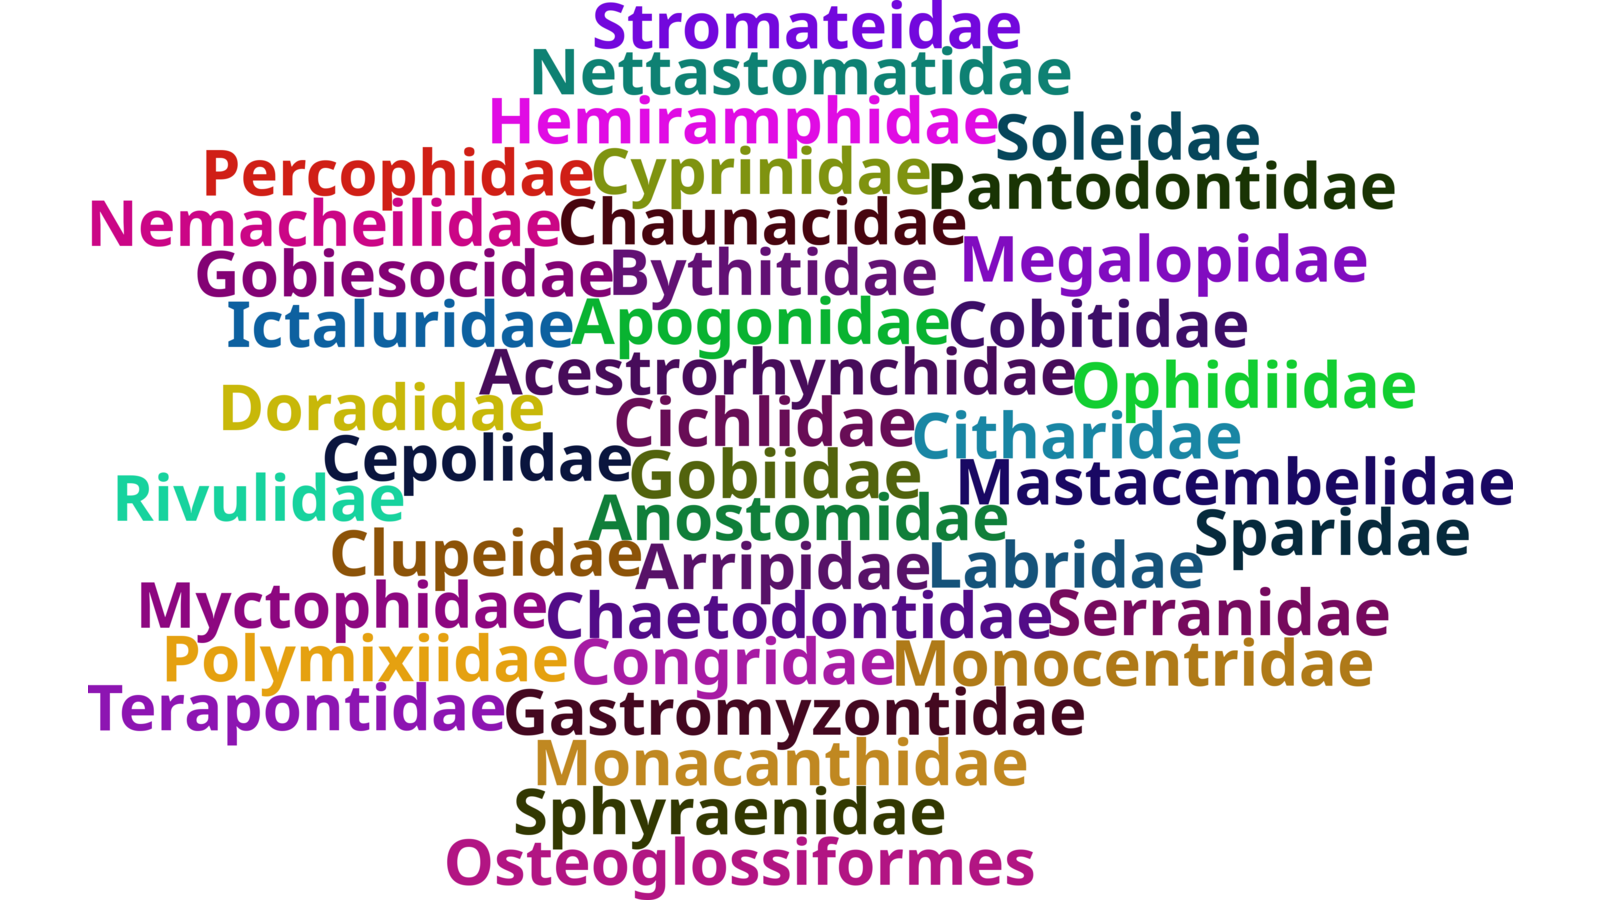 Stromateidae
Nettastomatidae
Hemiramphidae Soleidae
Percophidae Cyprinidae Pantodontidae
Nemacheilidae Chaunacidae
Gobiesocidae Bythitidae Megalopidae
Ictaluridae Apogonidae Cobitidae
Acestrorhynchidae Ophidiidae
Doradidae Cichlidae Citharidae
Cepolidae Gobiidae Mastacembelidae
Rivulidae Anostomidae Sparidae
Clupeidae Arripidae Labridae
Myctophidae Chaetodontidae Serranidae
Polymixiidae Congridae Monocentridae
Terapontidae Gastromyzontidae
Monacanthidae
Sphyraenidae
Osteoglossiformes